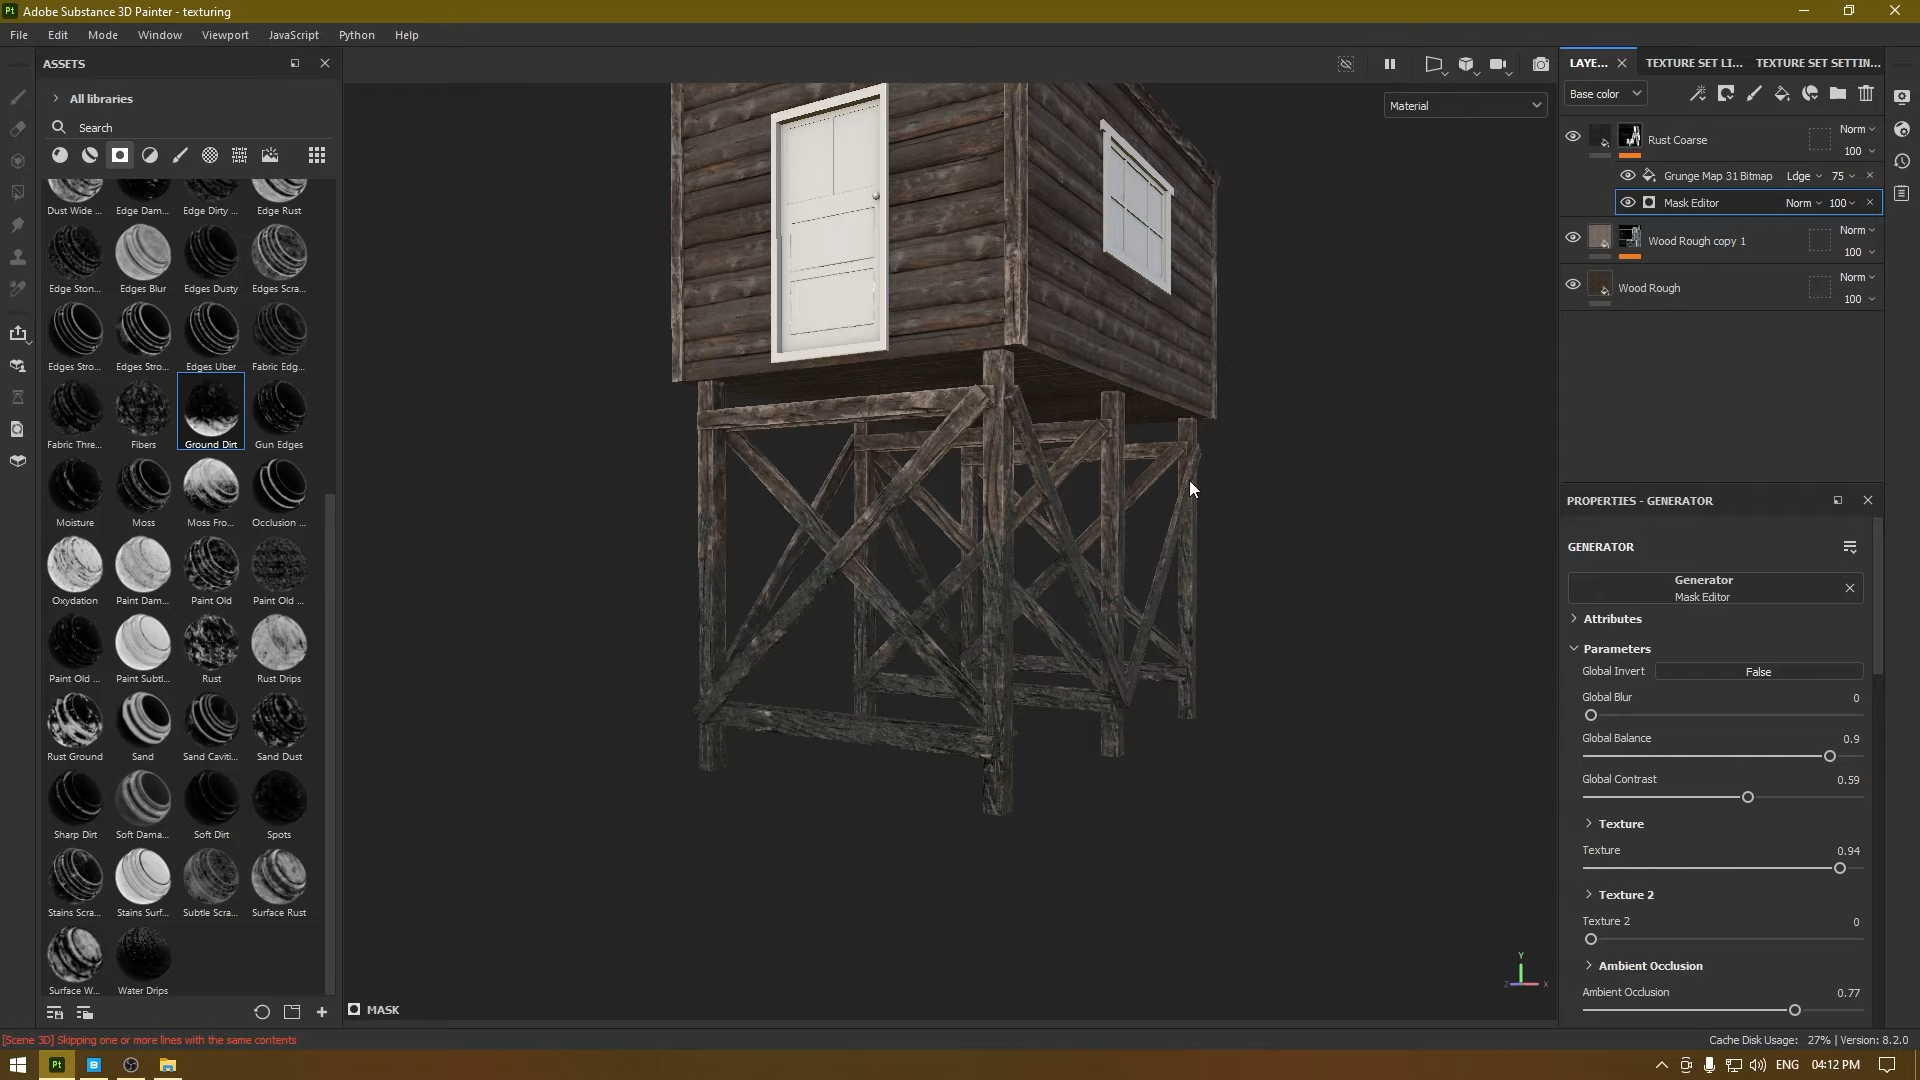 Pt Adobe Substance 3D Painter - texturing
File Edit Mode Window Viewport JavaScript Python Help
ASSETS
LAYE... TEXTURE SET LI... TEXTURE SET SETTIN...
All libraries
Search
Base color
Material
Dust Wide ... Edge Dam... Edge Dirty ... Edge Rust
Edge Ston... Edges Blur Edges Dusty Edges Scra...
Edges Stro... Edges Stro... Edges Uber Fabric Edg...
Fabric Thre... Fibers Ground Dirt Gun Edges
Moisture Moss Moss Fro... Occlusion ...
Oxydation Paint Dam... Paint Old Paint Old ...
Paint Old ... Paint Subtl... Rust Rust Drips
Rust Ground Sand Sand Caviti... Sand Dust
Sharp Dirt Soft Dama... Soft Dirt Spots
Stains Scra... Stains Surf... Subtle Scra... Surface Rust
Surface W... Water Drips
Rust Coarse Norm
100
Grunge Map 31 Bitmap Ldge 75
Mask Editor Norm 100
Wood Rough copy 1 Norm
100
Wood Rough Norm
100
PROPERTIES - GENERATOR
GENERATOR
Generator
Mask Editor
Attributes
Parameters
Global Invert False
Global Blur 0
Global Balance 0.9
Global Contrast 0.59
Texture
Texture 0.94
Texture 2
Texture 2 0
Ambient Occlusion
Ambient Occlusion 0.77
Y
Z X
MASK
[Scene 3D] Skipping one or more lines with the same contents
Cache Disk Usage: 27% | Version: 8.2.0
Pt B ENG 04:12 PM